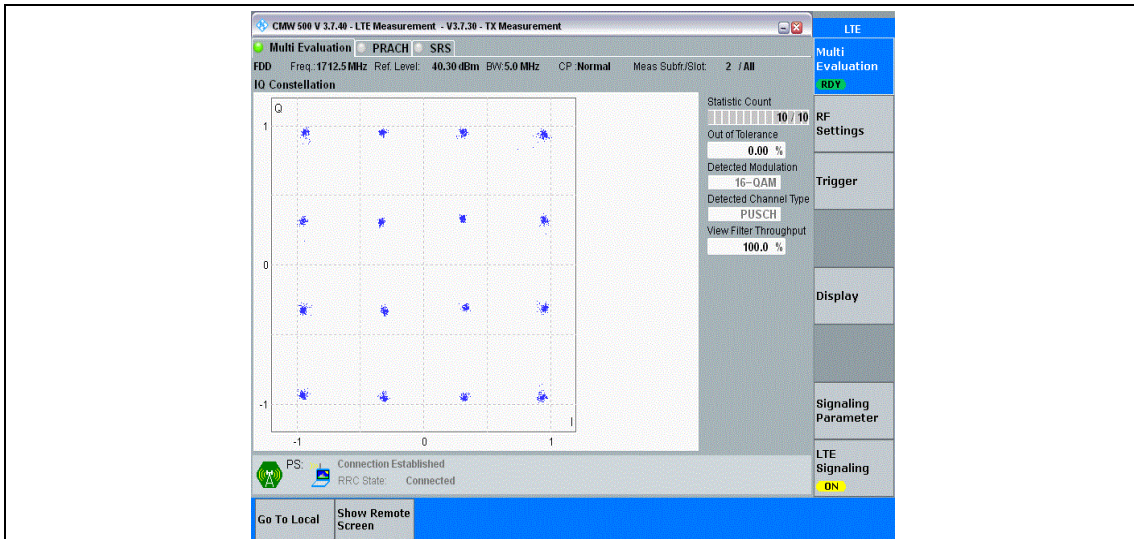 CMW 500 V 3.7.40 - LTE Measurement - V3.7.30 - TX Measurement
LTE
Multi Evaluation PRACH SRS
FDD Freq.:1712.5 MHz Ref. Level: 40.30 dBm BW:5.0 MHz CP :Normal Meas Subfr./Slot: 2 / All
IQ Constellation
Q
1
0
-1
-1 0 1
I
Statistic Count
10 / 10
Out of Tolerance
0.00 %
Detected Modulation
16-QAM
Detected Channel Type
PUSCH
View Filter Throughput
100.0 %
Multi
Evaluation
RDY
RF
Settings
Trigger
Display
Signaling
Parameter
LTE
Signaling
ON
PS: Connection Established
RRC State: Connected
Go To Local
Show Remote
Screen